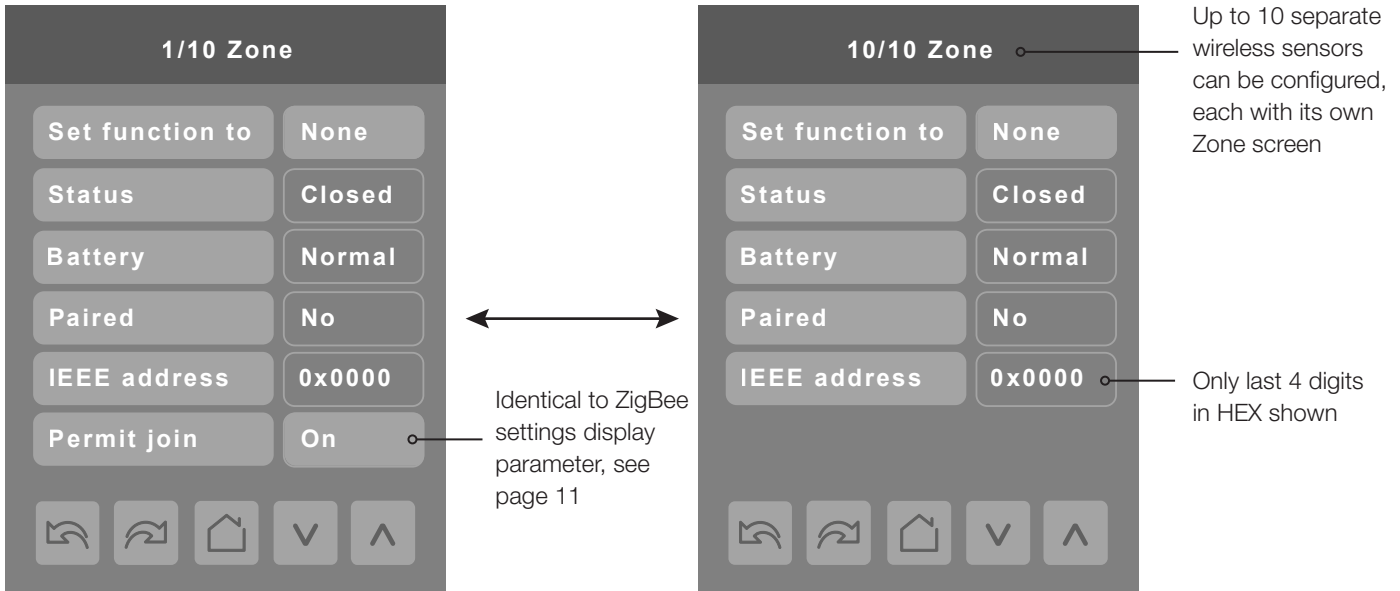 1/10 Zone
Set function to None
Status Closed
Battery Normal
Paired No
IEEE address 0x0000
Permit join On
Identical to ZigBee
settings display
parameter, see
page 11
10/10 Zone
Set function to None
Status Closed
Battery Normal
Paired No
IEEE address 0x0000
Up to 10 separate
wireless sensors
can be configured,
each with its own
Zone screen
Only last 4 digits
in HEX shown